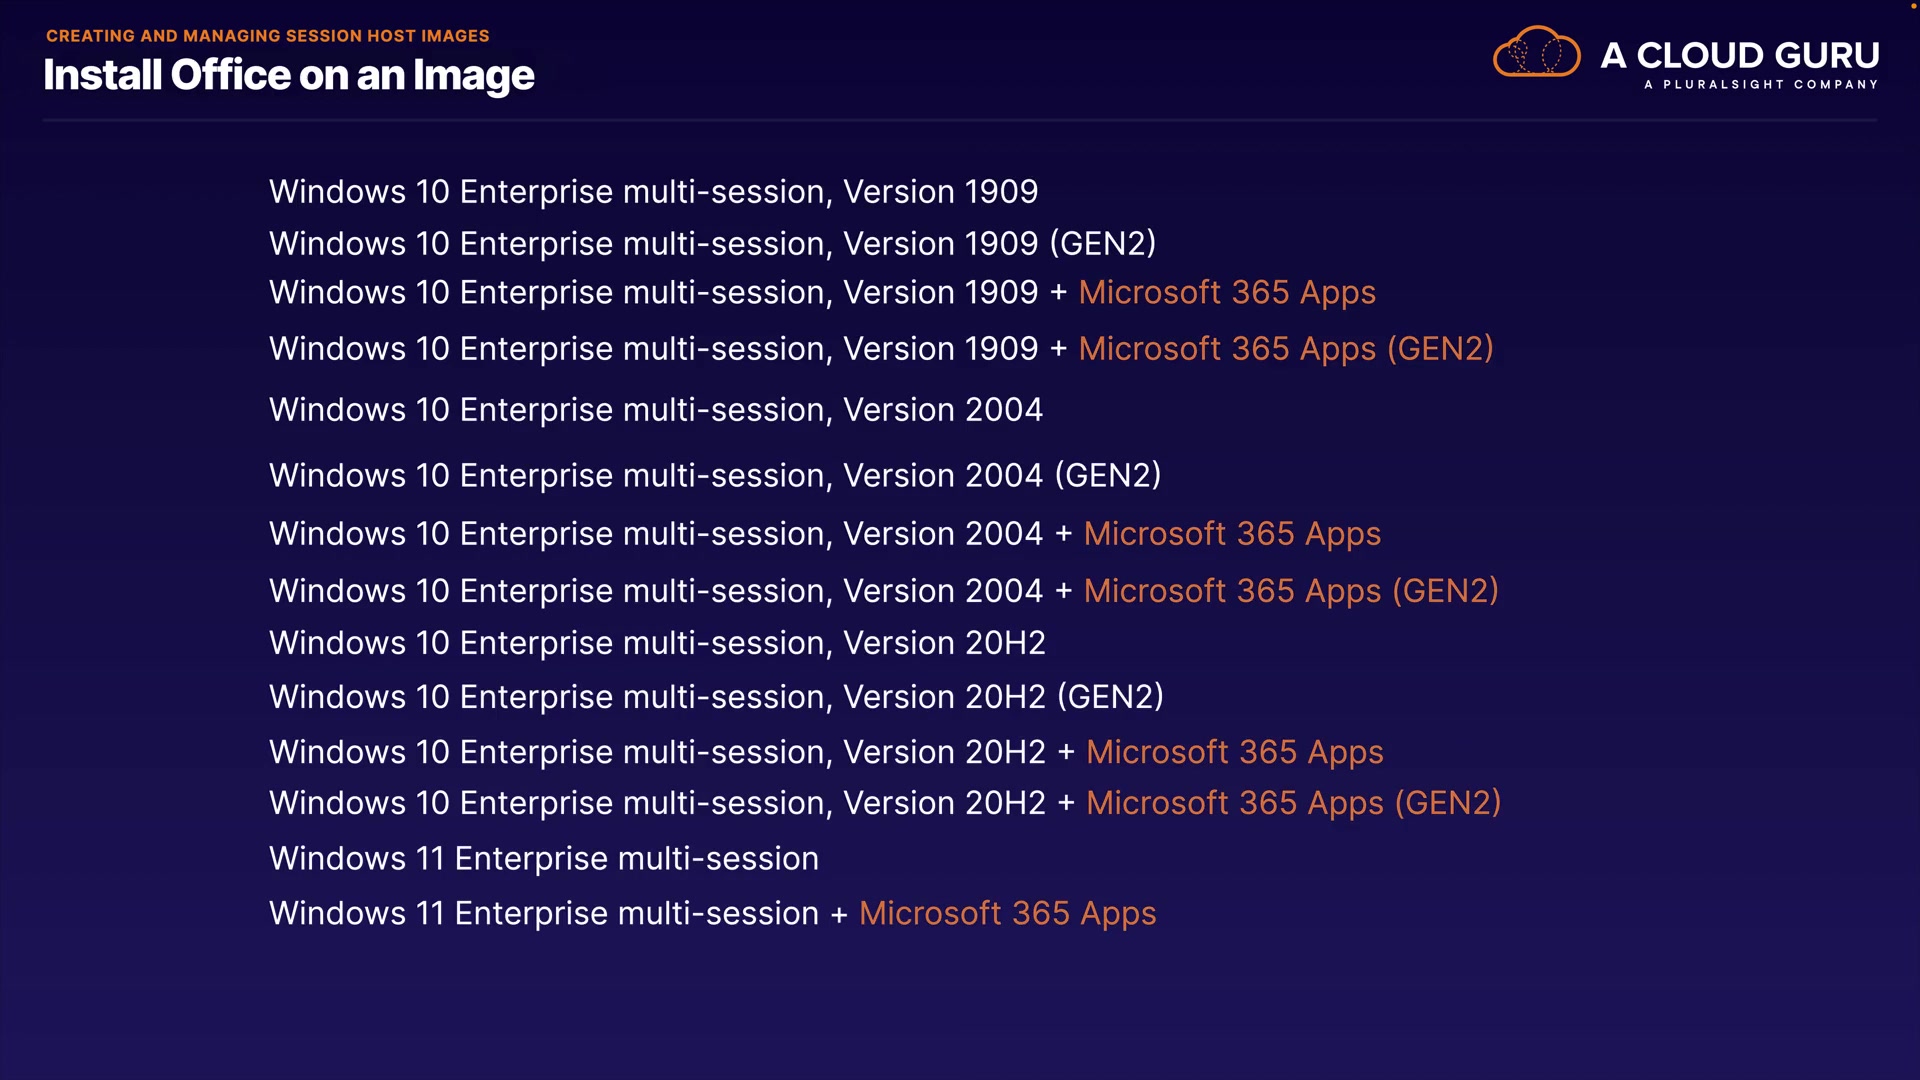 CREATING AND MANAGING SESSION HOST IMAGES
Install Office on an Image
A CLOUD GURU
A PLURALSIGHT COMPANY
Windows 10 Enterprise multi-session, Version 1909
Windows 10 Enterprise multi-session, Version 1909 (GEN2)
Windows 10 Enterprise multi-session, Version 1909 + Microsoft 365 Apps
Windows 10 Enterprise multi-session, Version 1909 + Microsoft 365 Apps (GEN2)
Windows 10 Enterprise multi-session, Version 2004
Windows 10 Enterprise multi-session, Version 2004 (GEN2)
Windows 10 Enterprise multi-session, Version 2004 + Microsoft 365 Apps
Windows 10 Enterprise multi-session, Version 2004 + Microsoft 365 Apps (GEN2)
Windows 10 Enterprise multi-session, Version 20H2
Windows 10 Enterprise multi-session, Version 20H2 (GEN2)
Windows 10 Enterprise multi-session, Version 20H2 + Microsoft 365 Apps
Windows 10 Enterprise multi-session, Version 20H2 + Microsoft 365 Apps (GEN2)
Windows 11 Enterprise multi-session
Windows 11 Enterprise multi-session + Microsoft 365 Apps